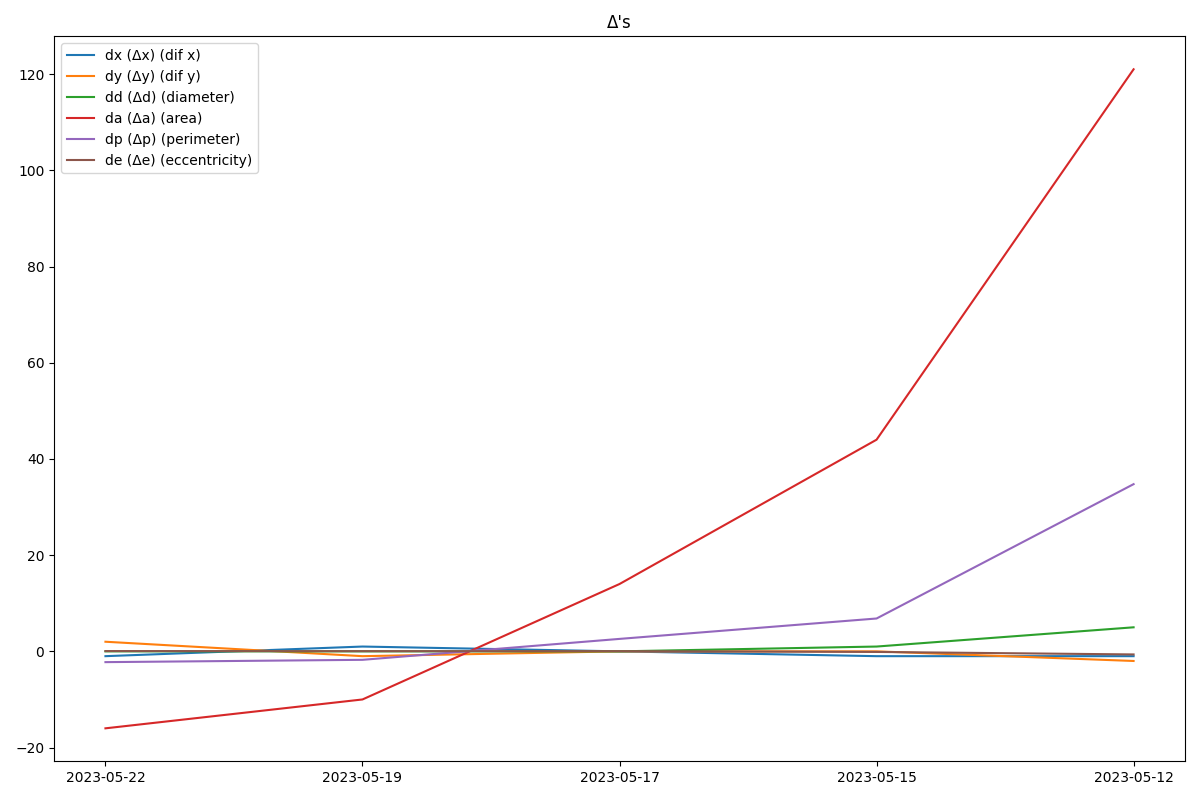 Δ's
dx (Δx) (dif x)
dy (Δy) (dif y)
dd (Δd) (diameter)
da (Δa) (area)
dp (Δp) (perimeter)
de (Δe) (eccentricity)
120
100
80
60
40
20
0
−20
2023-05-22 2023-05-19 2023-05-17 2023-05-15 2023-05-12